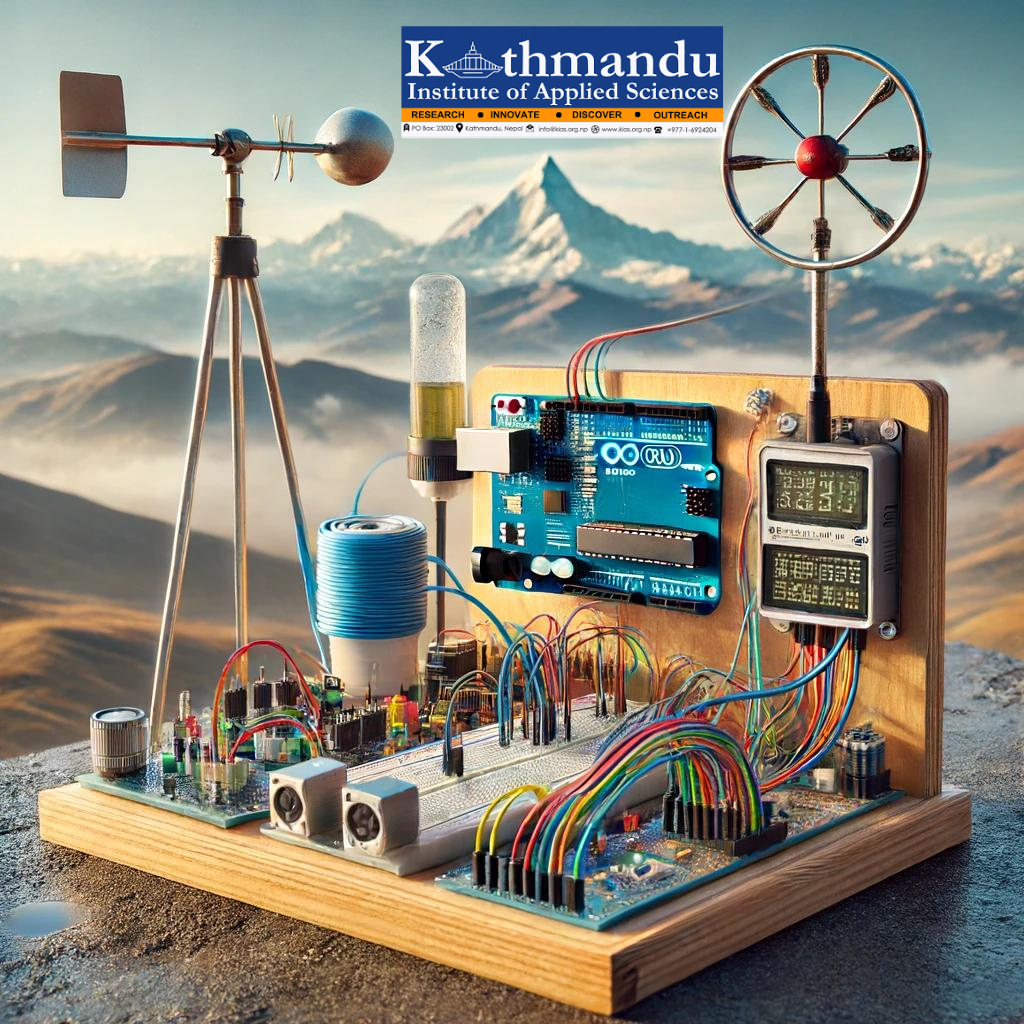 Kathmandu
Institute of Applied Sciences
RESEARCH • INNOVATE • DISCOVER • OUTREACH
PO Box: 23002 Kathmandu, Nepal info@kias.org.np www.kias.org.np +977-1-6924204